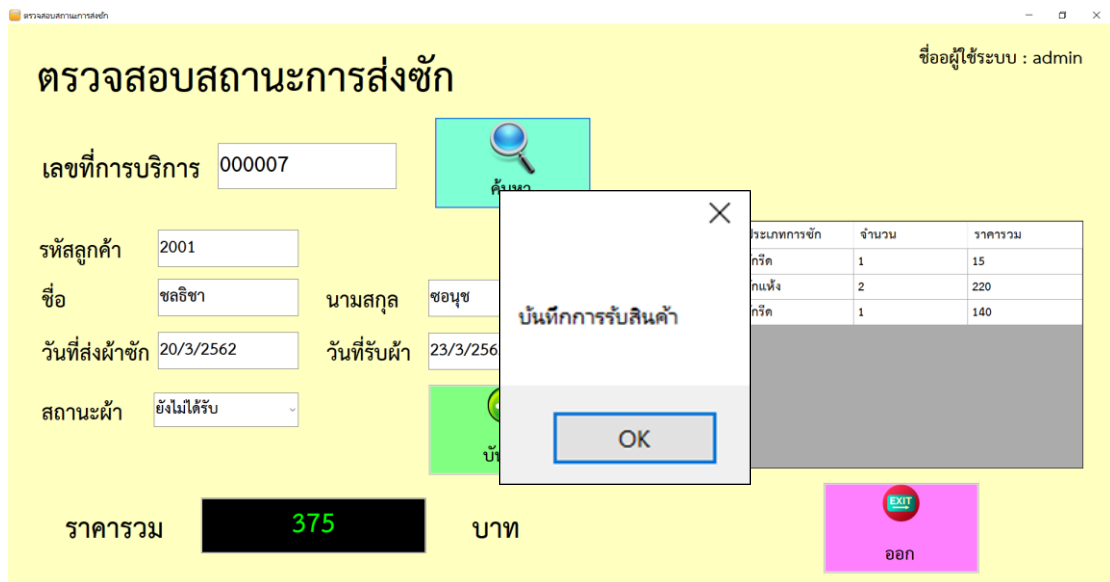 ตรวจสอบสถานะการส่งซัก
ชื่ออผู้ใช้ระบบ : admin
ตรวจสอบสถานะการส่งซัก
เลขที่การบริการ 000007
ค้นหา
รหัสลูกค้า 2001
ชื่อ ชลธิชา นามสกุล ซอนุช
วันที่ส่งผ้าซัก 20/3/2562 วันที่รับผ้า 23/3/256
สถานะผ้า ยังไม่ได้รับ
ประเภทการซัก จำนวน ราคารวม
1 15
2 220
1 140
บันทึกการรับสินค้า
OK
ราคารวม 375 บาท
EXIT
ออก